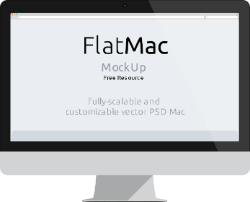 FlatMac
MockUp
Free Resource
Fully-scalable and
customizable vector PSD Mac